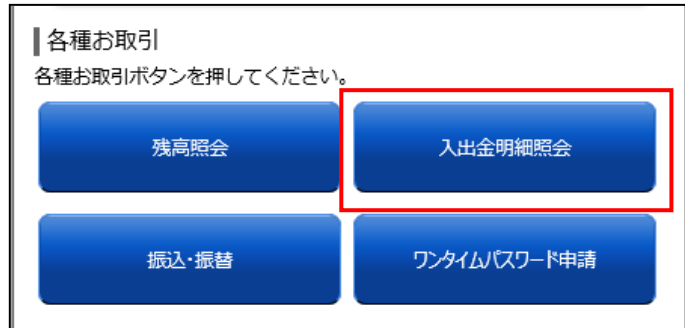 各種お取引
各種お取引ボタンを押してください。
残高照会
入出金明細照会
振込・振替
ワンタイムパスワード申請